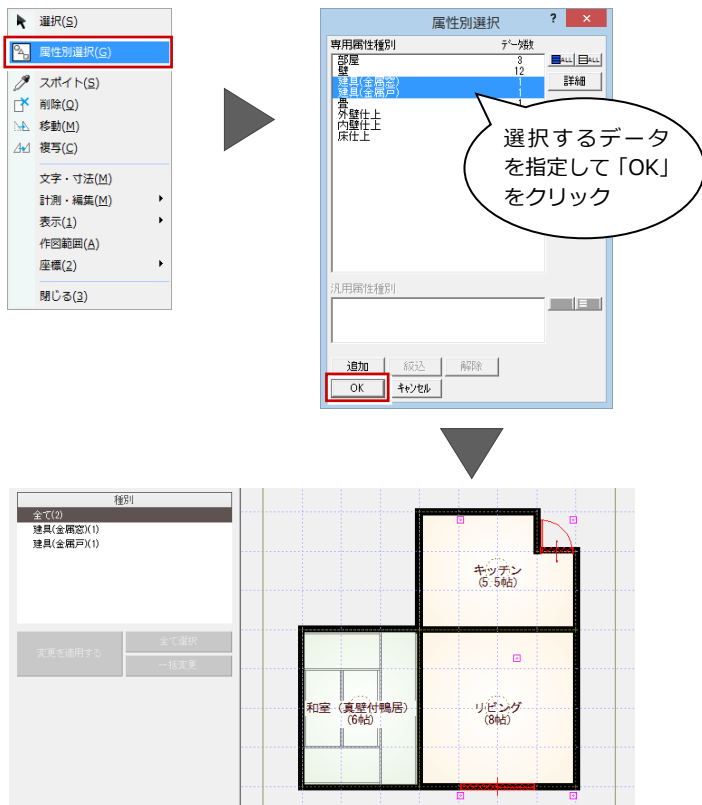 選択(S)
属性別選択(G)
スポイト(S)
削除(Q)
移動(M)
複写(C)
文字・寸法(M)
計測・編集(M)
表示(1)
作図範囲(A)
座標(2)
閉じる(3)
属性別選択
? ×
専用属性種別 データ数
部屋 3
壁 12
建具(金属窓) 1
建具(金属戸) 1
畳 1
外壁仕上
内壁仕上
床仕上
ALL ALL
詳細
選択するデータ
を指定して「OK」
をクリック
汎用属性種別
追加 絞込 解除
OK キャンセル
種別
全て(2)
建具(金属窓)(1)
建具(金属戸)(1)
変更を適用する
全て選択
一括変更
キッチン
(5.5帖)
和室(真壁付鴨居)
(6帖)
リビング
(8帖)